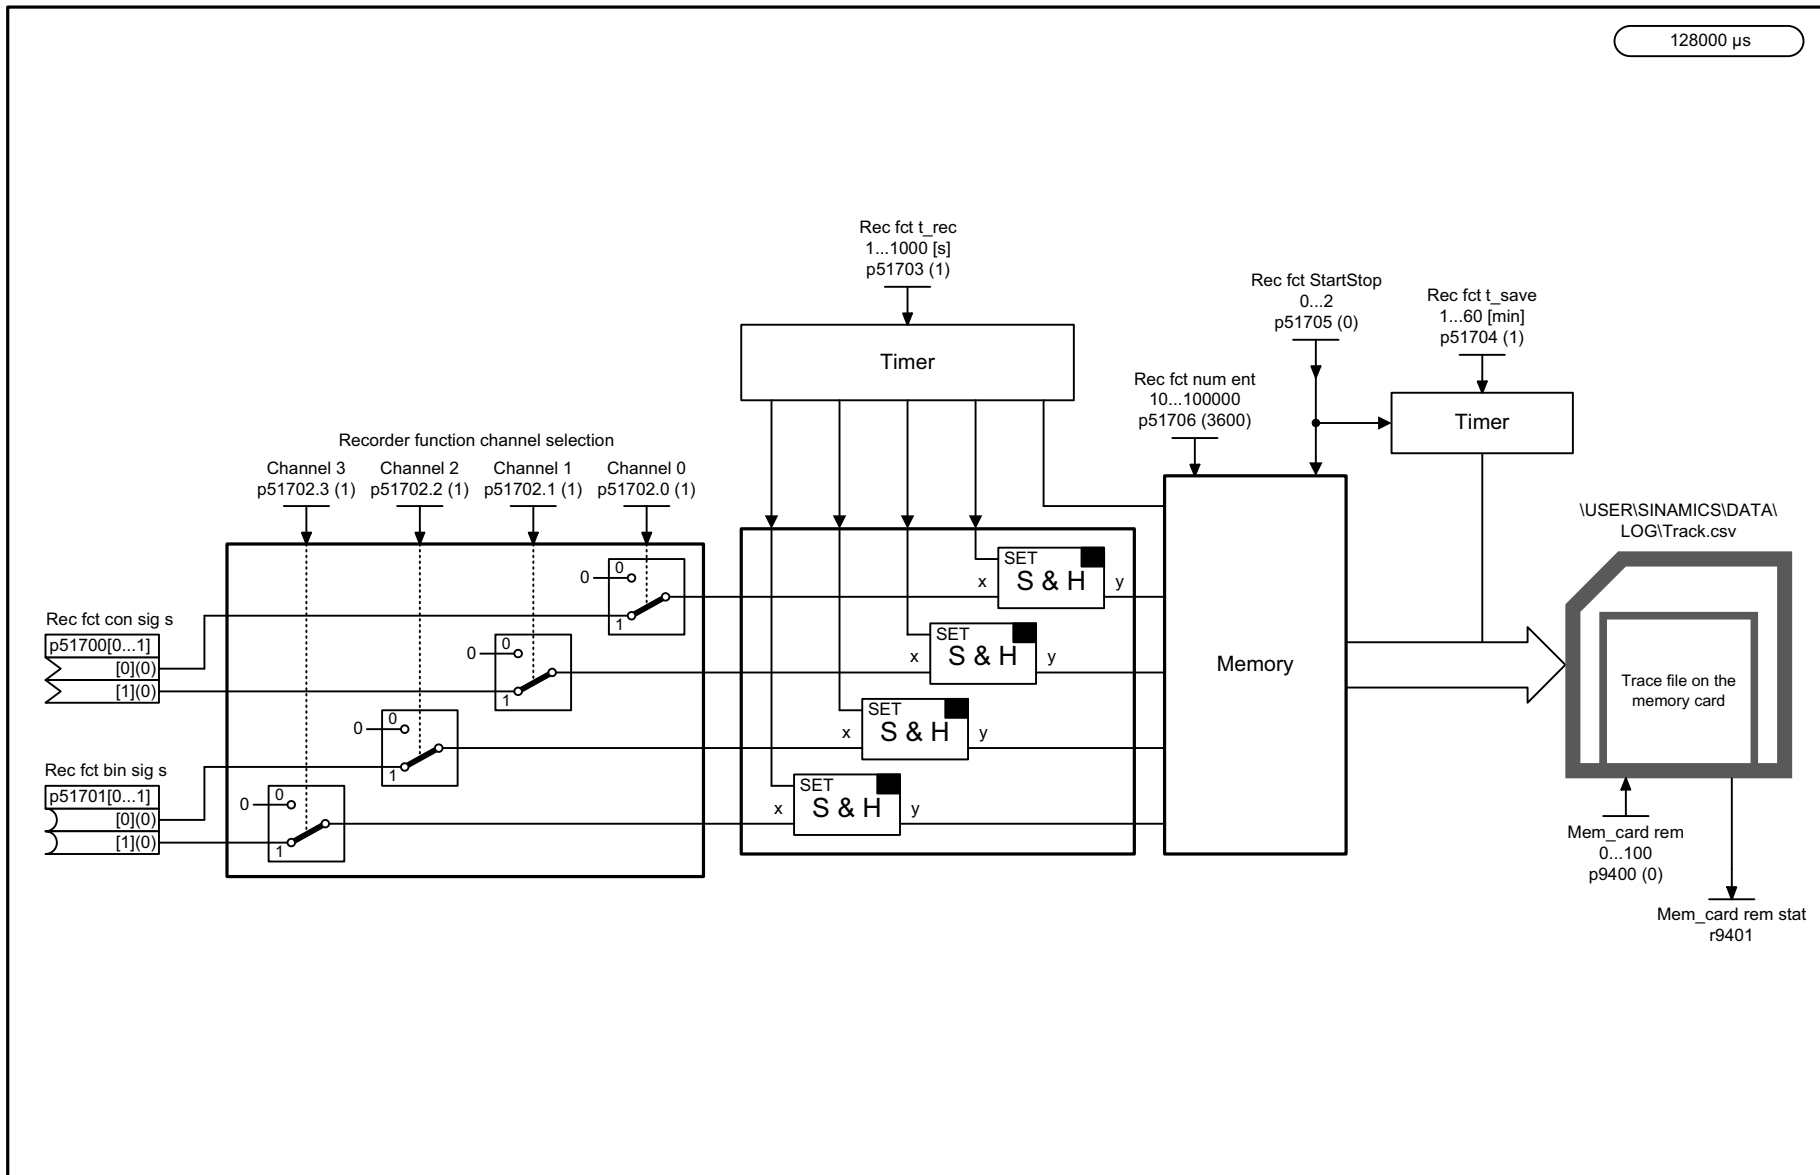 128000 µs
Rec fct t_rec
1...1000 [s]
p51703 (1)
Timer
Rec fct StartStop
0...2
p51705 (0)
Rec fct t_save
1...60 [min]
p51704 (1)
Timer
Rec fct num ent
10...100000
p51706 (3600)
Recorder function channel selection
Channel 3
p51702.3 (1)
Channel 2
p51702.2 (1)
Channel 1
p51702.1 (1)
Channel 0
p51702.0 (1)
\USER\SINAMICS\DATA\
LOG\Track.csv
0
0
1
x
SET
S & H
y
Rec fct con sig s
p51700[0...1]
[0](0)
[1](0)
0
0
1
x
SET
S & H
y
Memory
Trace file on the
memory card
0
0
1
x
SET
S & H
y
Rec fct bin sig s
p51701[0...1]
[0](0)
[1](0)
0
0
1
x
SET
S & H
y
Mem_card rem
0...100
p9400 (0)
Mem_card rem stat
r9401